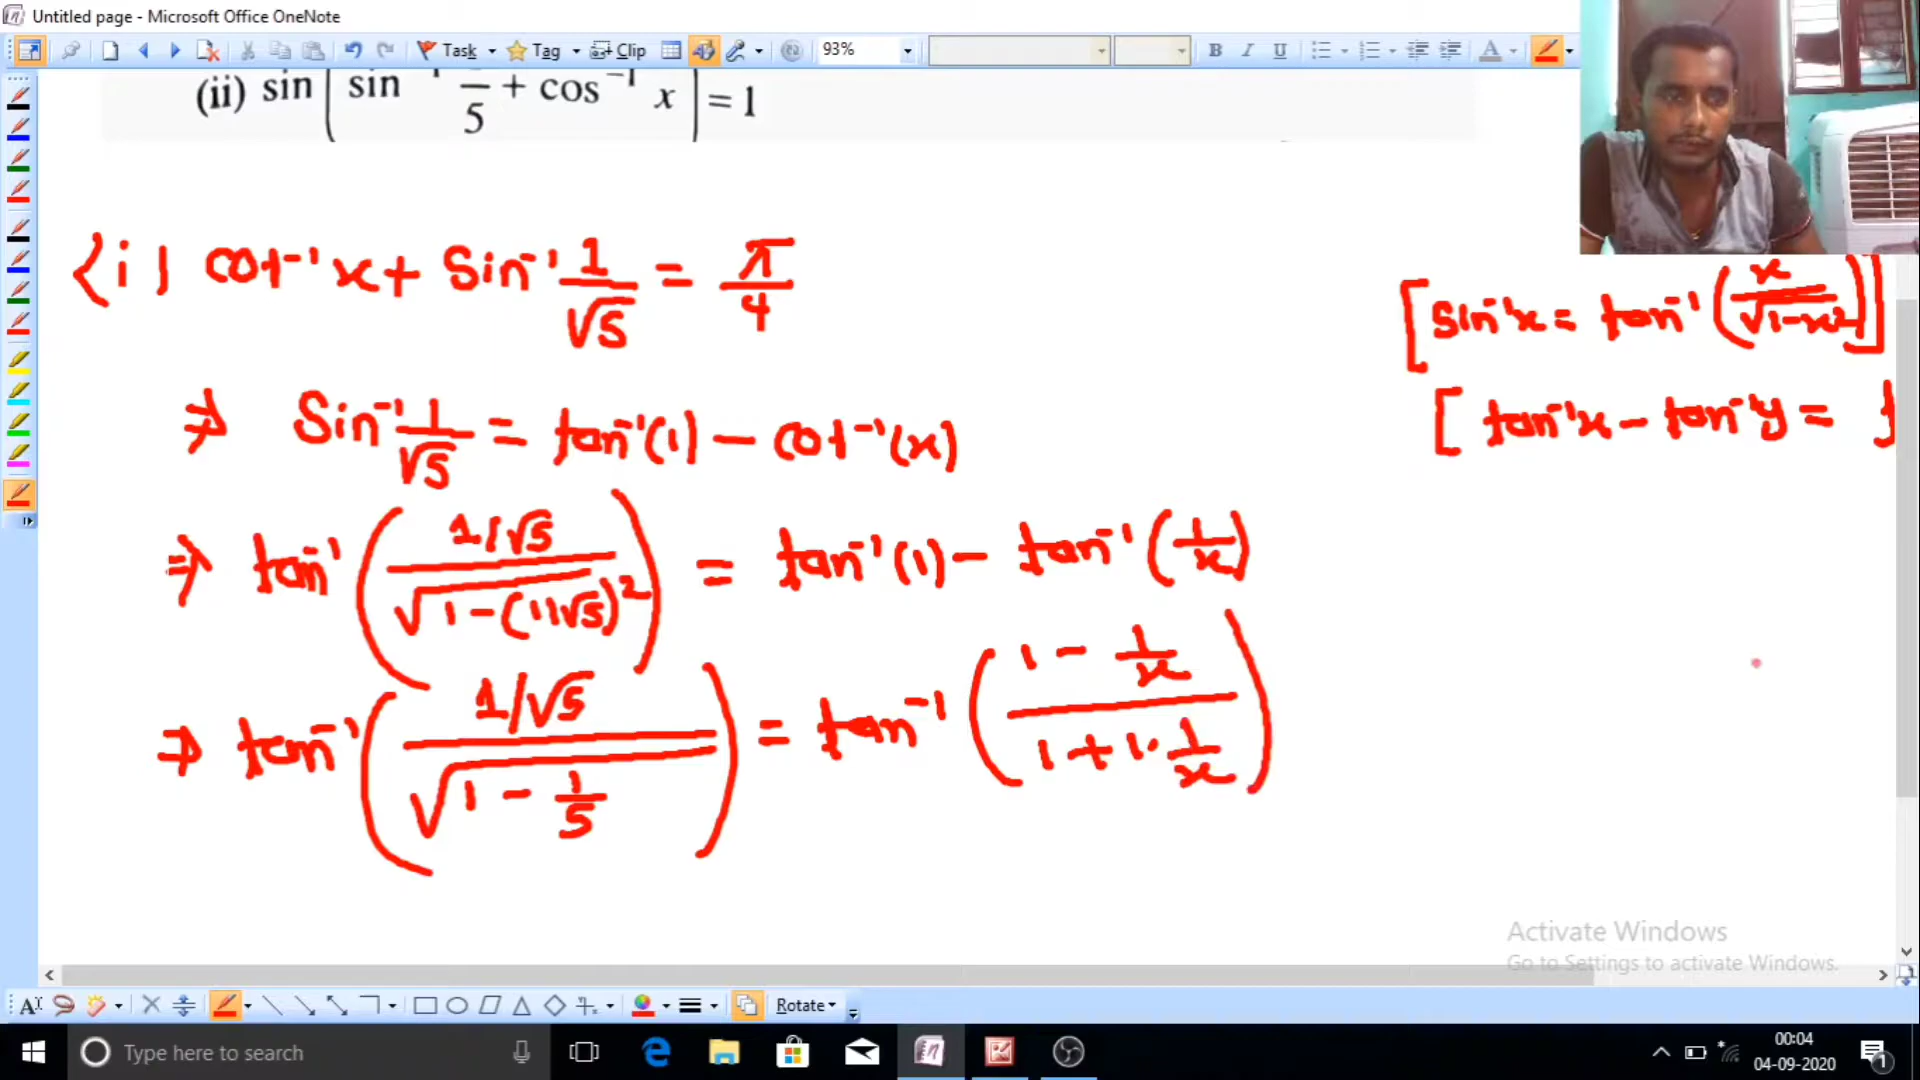 Untitled page - Microsoft Office OneNote
Task Tag Clip 93% B I U A
(ii) sin ( sin⁻¹ /5 + cos⁻¹ x ) = 1
(i) cot⁻¹x + Sin⁻¹ 1/√5 = π/4
[Sin⁻¹x = tan⁻¹ (x/√1-x²)]
⇒ Sin⁻¹ 1/√5 = tan⁻¹(1) - cot⁻¹(x)
[ tan⁻¹x - tan⁻¹y =
⇒ tan⁻¹ ( 1/√5 / √1-(1/√5)² ) = tan⁻¹(1) - tan⁻¹ (1/x)
⇒ tan⁻¹ ( 1/√5 / √1 - 1/5 ) = tan⁻¹ ( 1 - 1/x / 1 + 1. 1/x )
Activate Windows
Go to Settings to activate Windows.
Rotate
Type here to search
00:04
04-09-2020
1